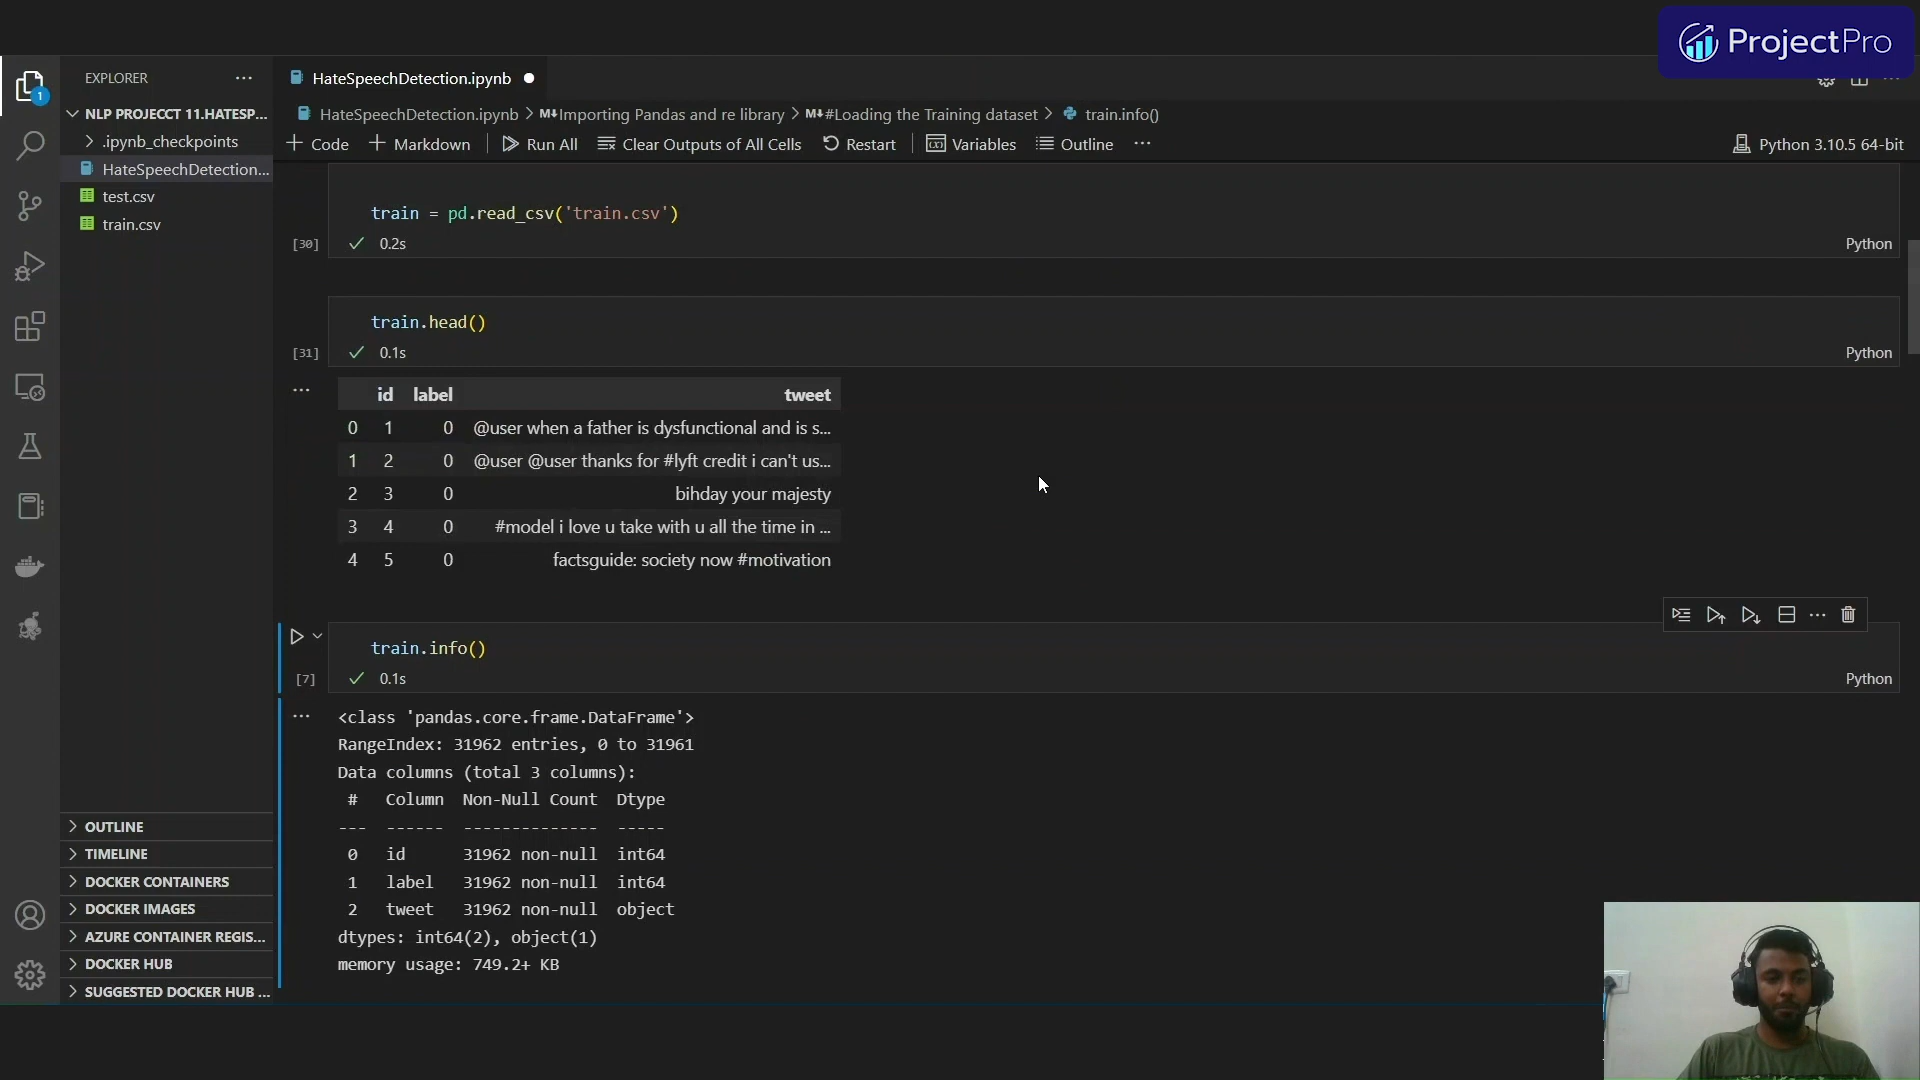 ProjectPro
EXPLORER
HateSpeechDetection.ipynb
NLP PROJECCT 11.HATESP...
HateSpeechDetection.ipynb > M↓Importing Pandas and re library > M↓#Loading the Training dataset > train.info()
.ipynb_checkpoints
Code Markdown Run All Clear Outputs of All Cells Restart Variables Outline ... Python 3.10.5 64-bit
HateSpeechDetection...
test.csv
train.csv
1
train = pd.read_csv('train.csv')
[30] 0.2s Python
train.head()
[31] 0.1s Python
id label tweet
0 1 0 @user when a father is dysfunctional and is s...
1 2 0 @user @user thanks for #lyft credit i can't us...
2 3 0 bihday your majesty
3 4 0 #model i love u take with u all the time in ...
4 5 0 factsguide: society now #motivation
train.info()
[7] 0.1s Python
<class 'pandas.core.frame.DataFrame'>
RangeIndex: 31962 entries, 0 to 31961
Data columns (total 3 columns):
# Column Non-Null Count Dtype
--- ------ -------------- -----
0 id 31962 non-null int64
1 label 31962 non-null int64
2 tweet 31962 non-null object
dtypes: int64(2), object(1)
memory usage: 749.2+ KB
OUTLINE
TIMELINE
DOCKER CONTAINERS
DOCKER IMAGES
AZURE CONTAINER REGIS...
DOCKER HUB
SUGGESTED DOCKER HUB ...